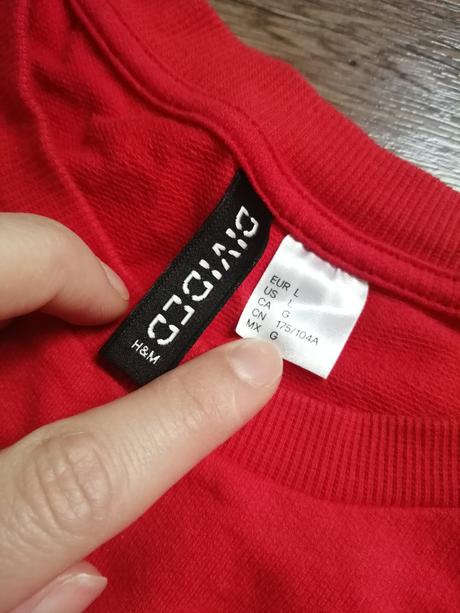 DIVIDED
H&M
EUR L
US L
CA G
CN 175/104A
MX G